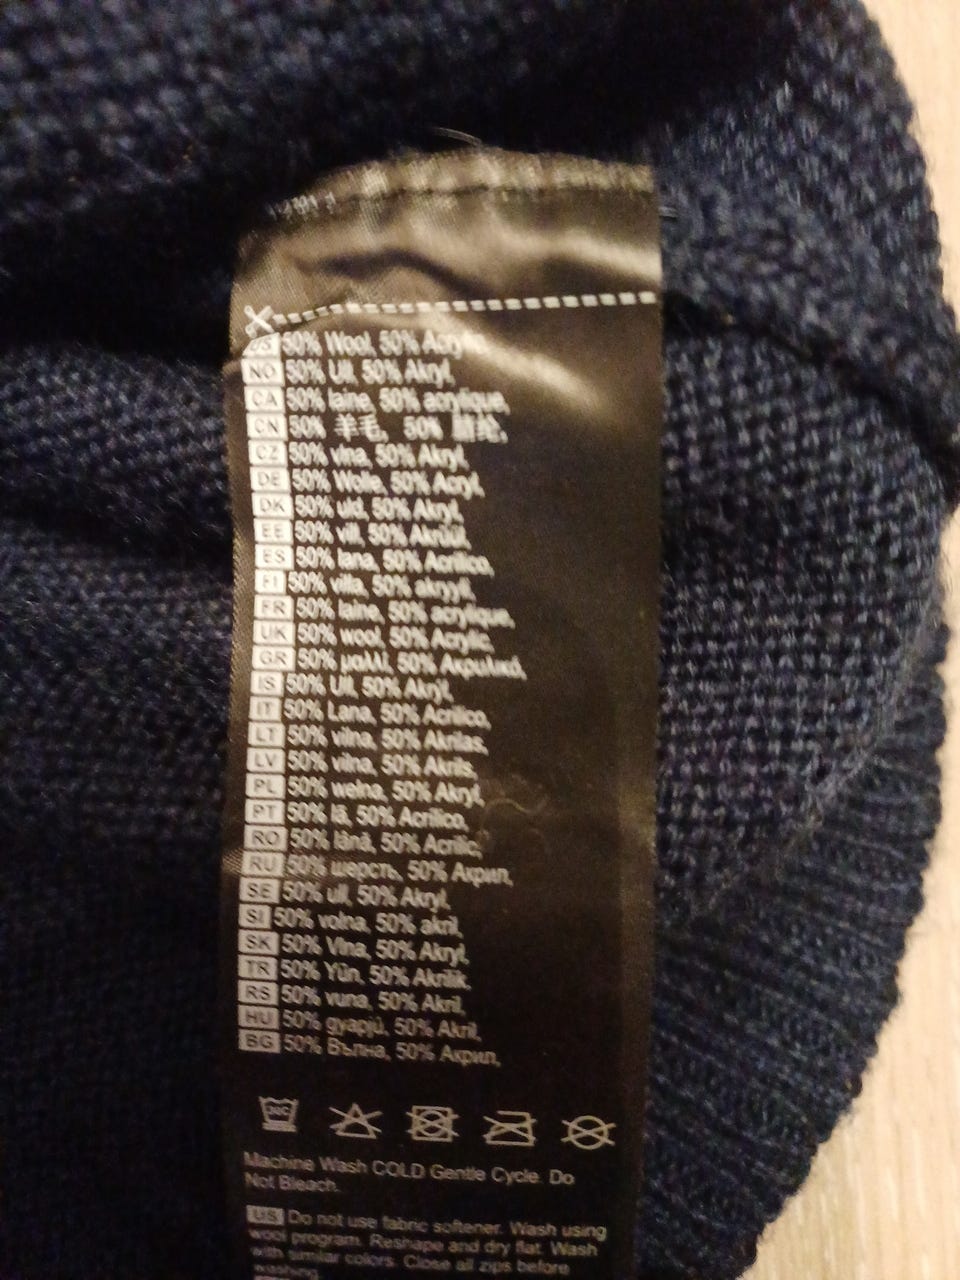 US 50% Wool, 50% Acrylic,
NO 50% Ull, 50% Akryl,
CA 50% laine, 50% acrylique,
CN 50% 羊毛, 50% 腈纶,
CZ 50% vlna, 50% Akryl,
DE 50% Wolle, 50% Acryl,
DK 50% uld, 50% Akryl,
EE 50% vill, 50% Akrüül,
ES 50% lana, 50% Acrílico,
FI 50% villa, 50% akryyli,
FR 50% laine, 50% acrylique,
UK 50% wool, 50% Acrylic,
GR 50% μαλλί, 50% Ακρυλικό,
IS 50% Ull, 50% Akrýl,
IT 50% Lana, 50% Acrilico,
LT 50% vilna, 50% Akrilas,
LV 50% vilna, 50% Akrils,
PL 50% wełna, 50% Akryl,
PT 50% lã, 50% Acrílico,
RO 50% lână, 50% Acrilic,
RU 50% шерсть, 50% Акрил,
SE 50% ull, 50% Akryl,
SI 50% volna, 50% akril,
SK 50% Vlna, 50% Akryl,
TR 50% Yün, 50% Akrilik,
RS 50% vuna, 50% Akril,
HU 50% gyapjú, 50% Akril,
BG 50% Вълна, 50% Акрил,
30C
Machine Wash COLD Gentle Cycle. Do
Not Bleach.
US Do not use fabric softener. Wash using
wool program. Reshape and dry flat. Wash
with similar colors. Close all zips before
washing.